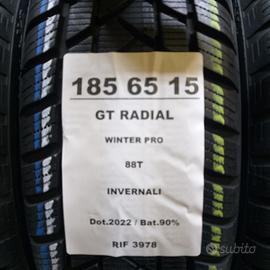 185 65 15
GT RADIAL
WINTER PRO
88T
INVERNALI
Dot.2022 / Bat.90%
RIF 3978
subito